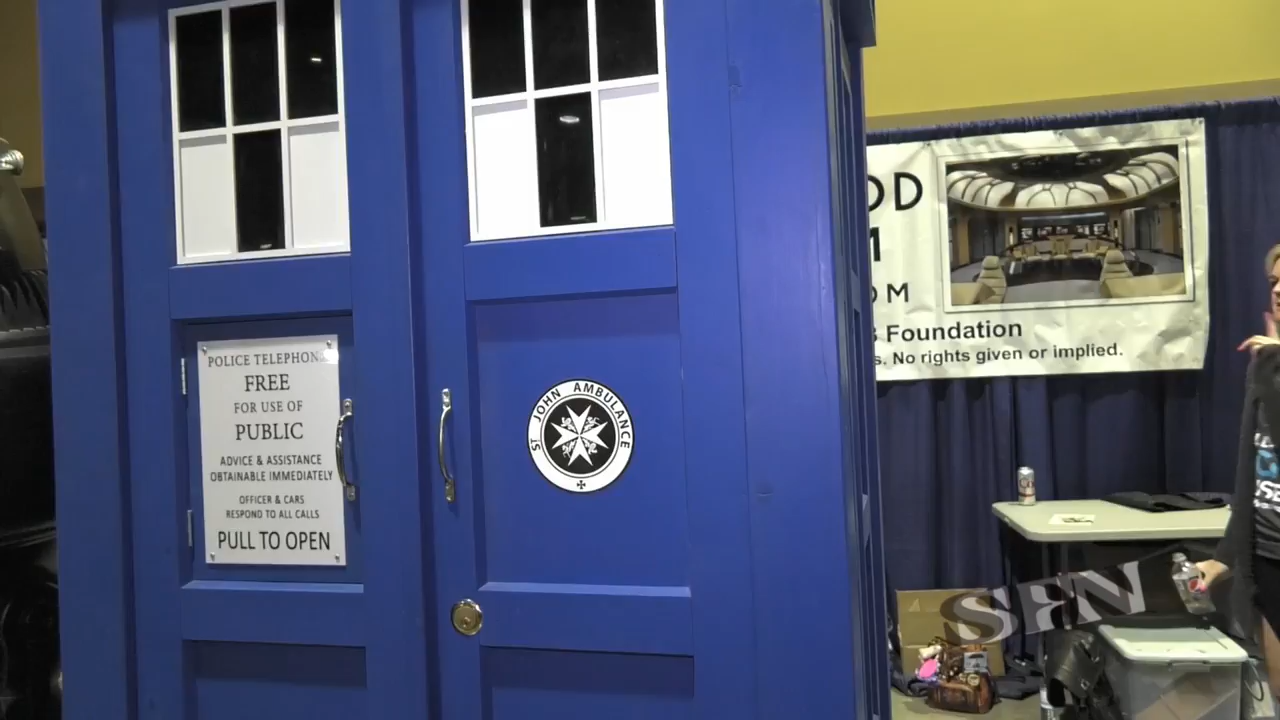 POLICE TELEPHONE
FREE
FOR USE OF
PUBLIC
ADVICE & ASSISTANCE
OBTAINABLE IMMEDIATELY
OFFICER & CARS
RESPOND TO ALL CALLS
PULL TO OPEN
ST JOHN AMBULANCE
OD
M
OM
Foundation
s. No rights given or implied.
SFN